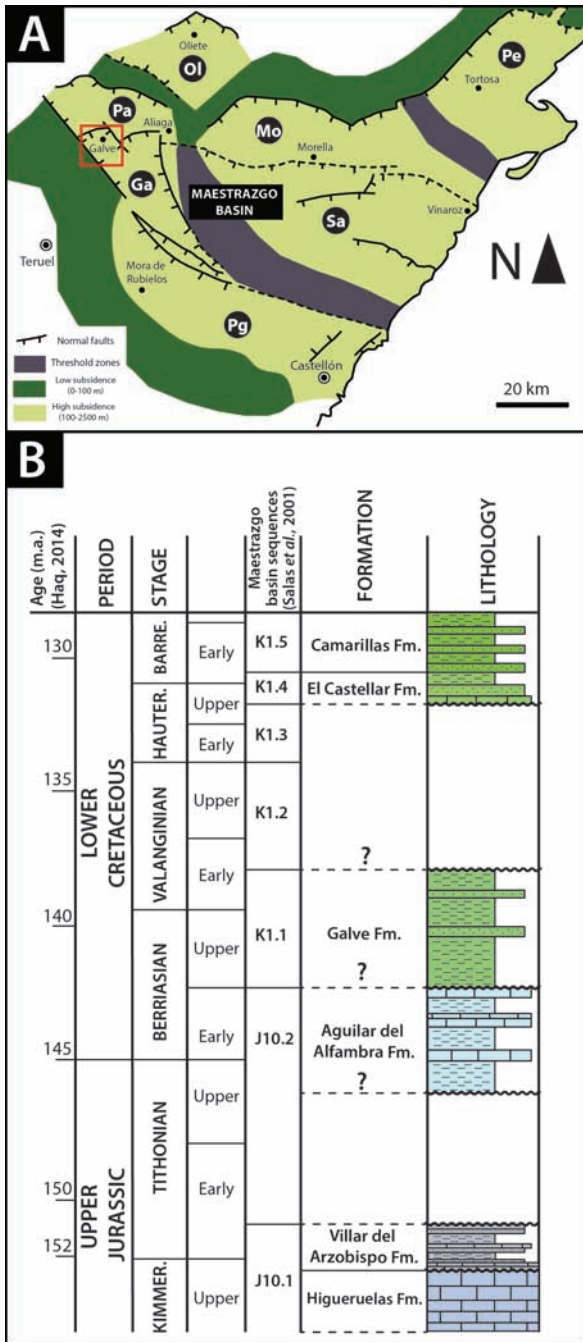 A
Oliete
Ol
Pe
Tortosa
Pa
Aliaga
Mo
Galve
Morella
Ga
MAESTRAZGO
BASIN
Sa
Vinaroz
N
Teruel
Mora de
Rubielos
Pg
Normal faults
Threshold zones
Castellón
Low subsidence
(0-100 m)
High subsidence
(100-2500 m)
20 km
B
Age (m.a.)
(Haq, 2014)
PERIOD
STAGE
Maestrazgo
basin sequences
(Salas et al., 2001)
FORMATION
LITHOLOGY
130
BARRE.
Early
K1.5
Camarillas Fm.
K1.4
El Castellar Fm.
HAUTER.
Upper
Early
K1.3
135
LOWER
CRETACEOUS
VALANGINIAN
Upper
K1.2
?
Early
140
BERRIASIAN
Upper
K1.1
Galve Fm.
?
Early
J10.2
Aguilar del
Alfambra Fm.
?
145
UPPER
JURASSIC
TITHONIAN
Upper
Early
150
152
Villar del
Arzobispo Fm.
KIMMER.
Upper
J10.1
Higueruelas Fm.